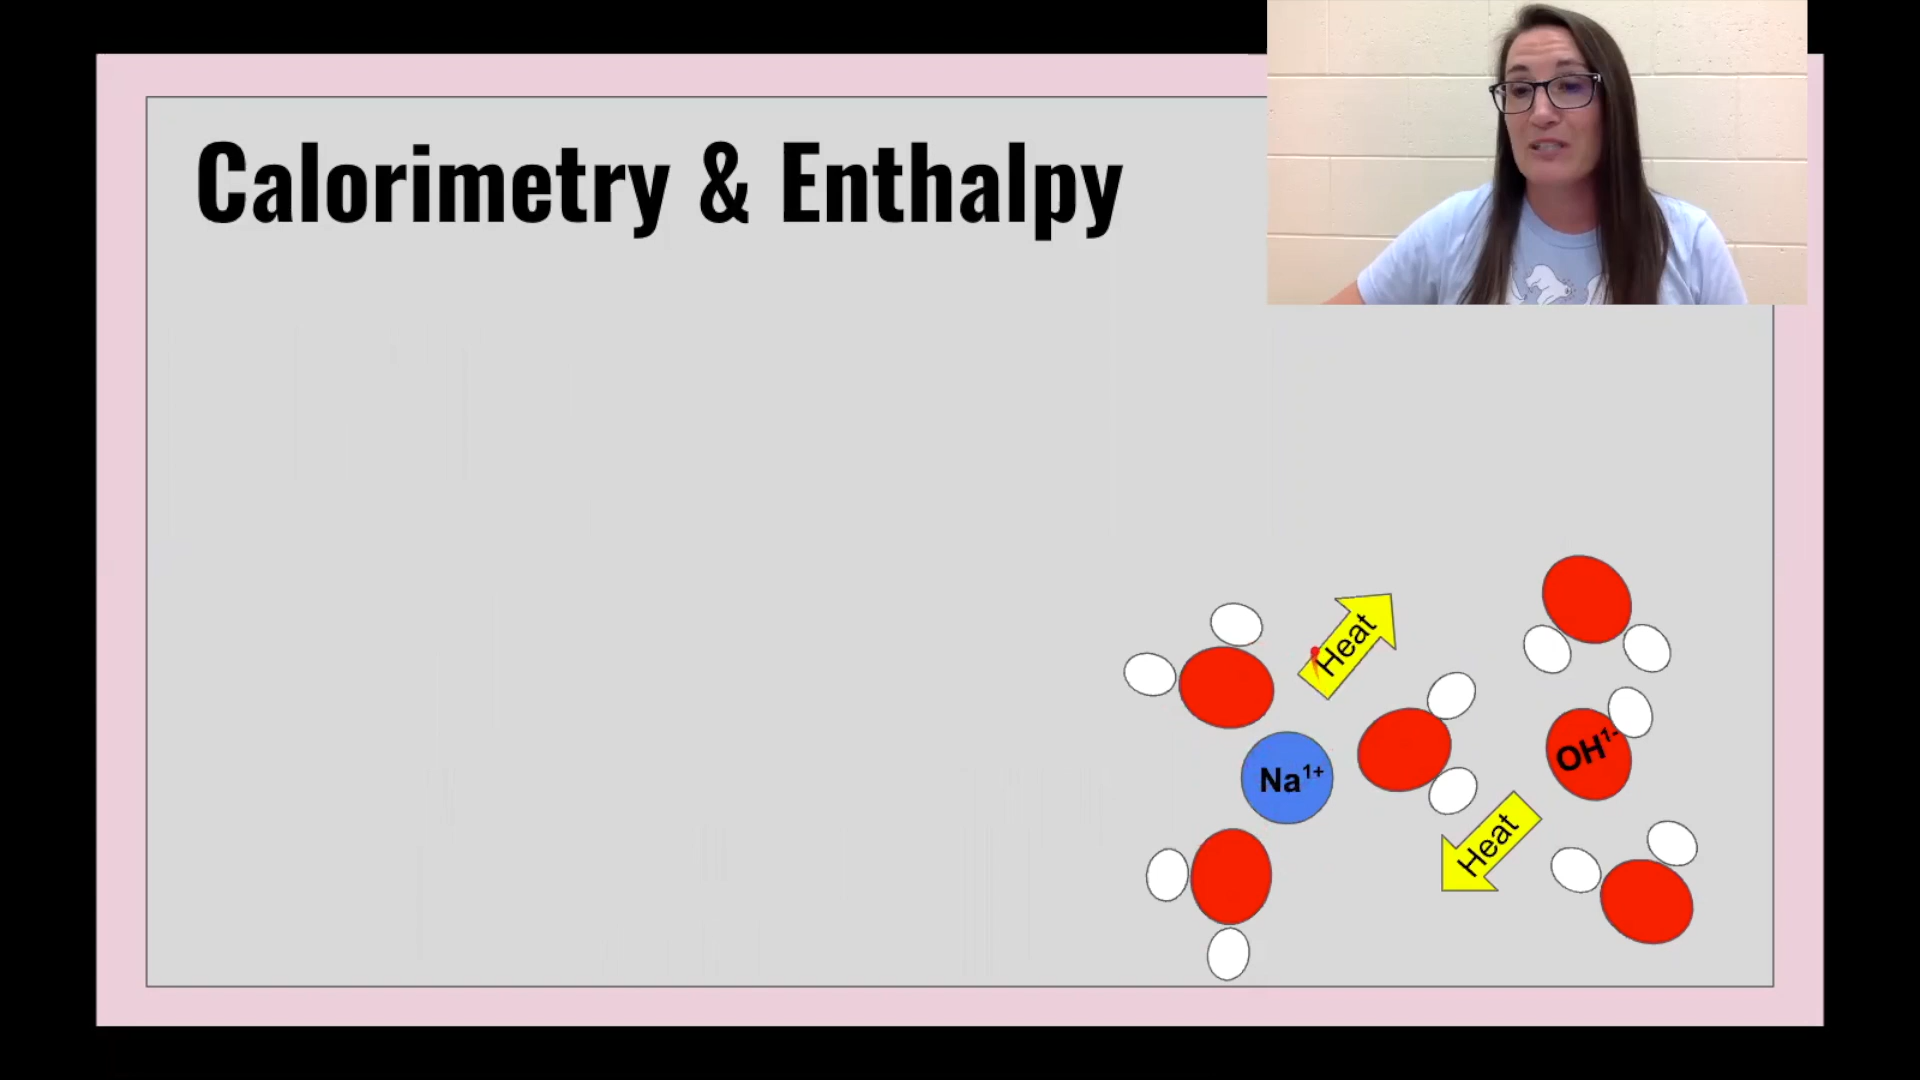 Calorimetry & Enthalpy
Heat
Na¹⁺
OH¹⁻
Heat